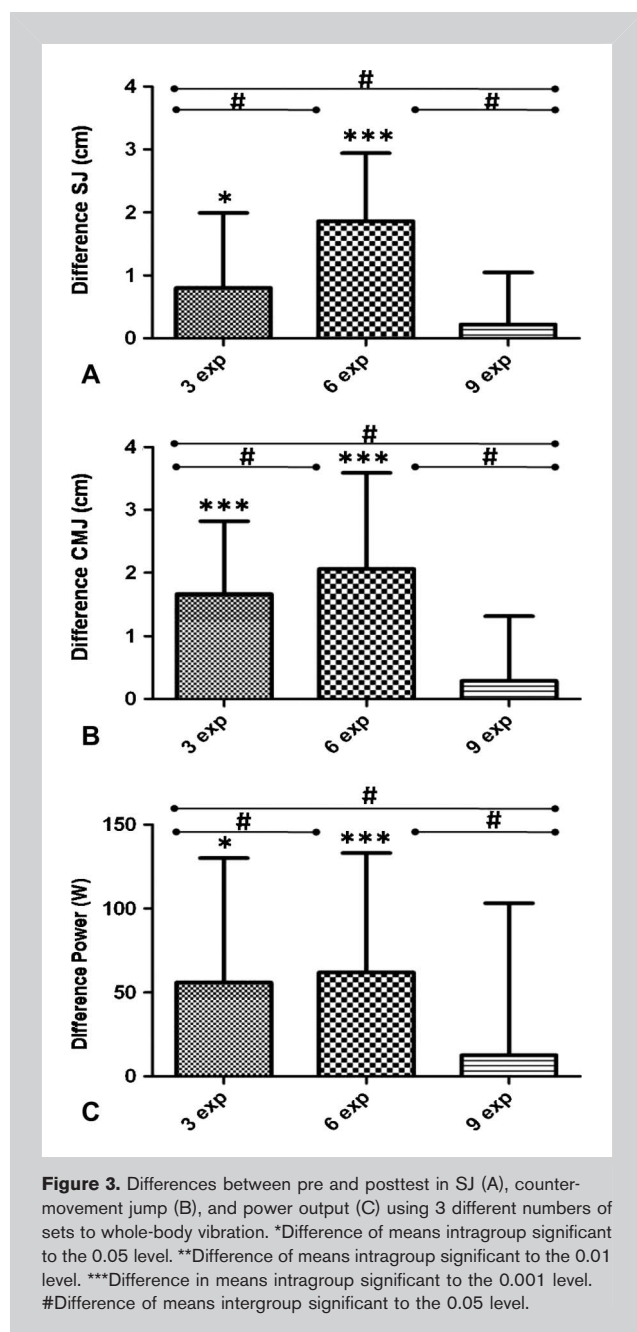 #
4
#
#
***
3
*
2
1
0
Difference SJ (cm)
A
3 exp
6 exp
9 exp
#
4
#
***
#
***
3
2
1
0
Difference CMJ (cm)
B
3 exp
6 exp
9 exp
#
150
#
#
*
***
100
50
0
Difference Power (W)
C
3 exp
6 exp
9 exp
Figure 3. Differences between pre and posttest in SJ (A), counter-
movement jump (B), and power output (C) using 3 different numbers of
sets to whole-body vibration. *Difference of means intragroup significant
to the 0.05 level. **Difference of means intragroup significant to the 0.01
level. ***Difference in means intragroup significant to the 0.001 level.
#Difference of means intergroup significant to the 0.05 level.